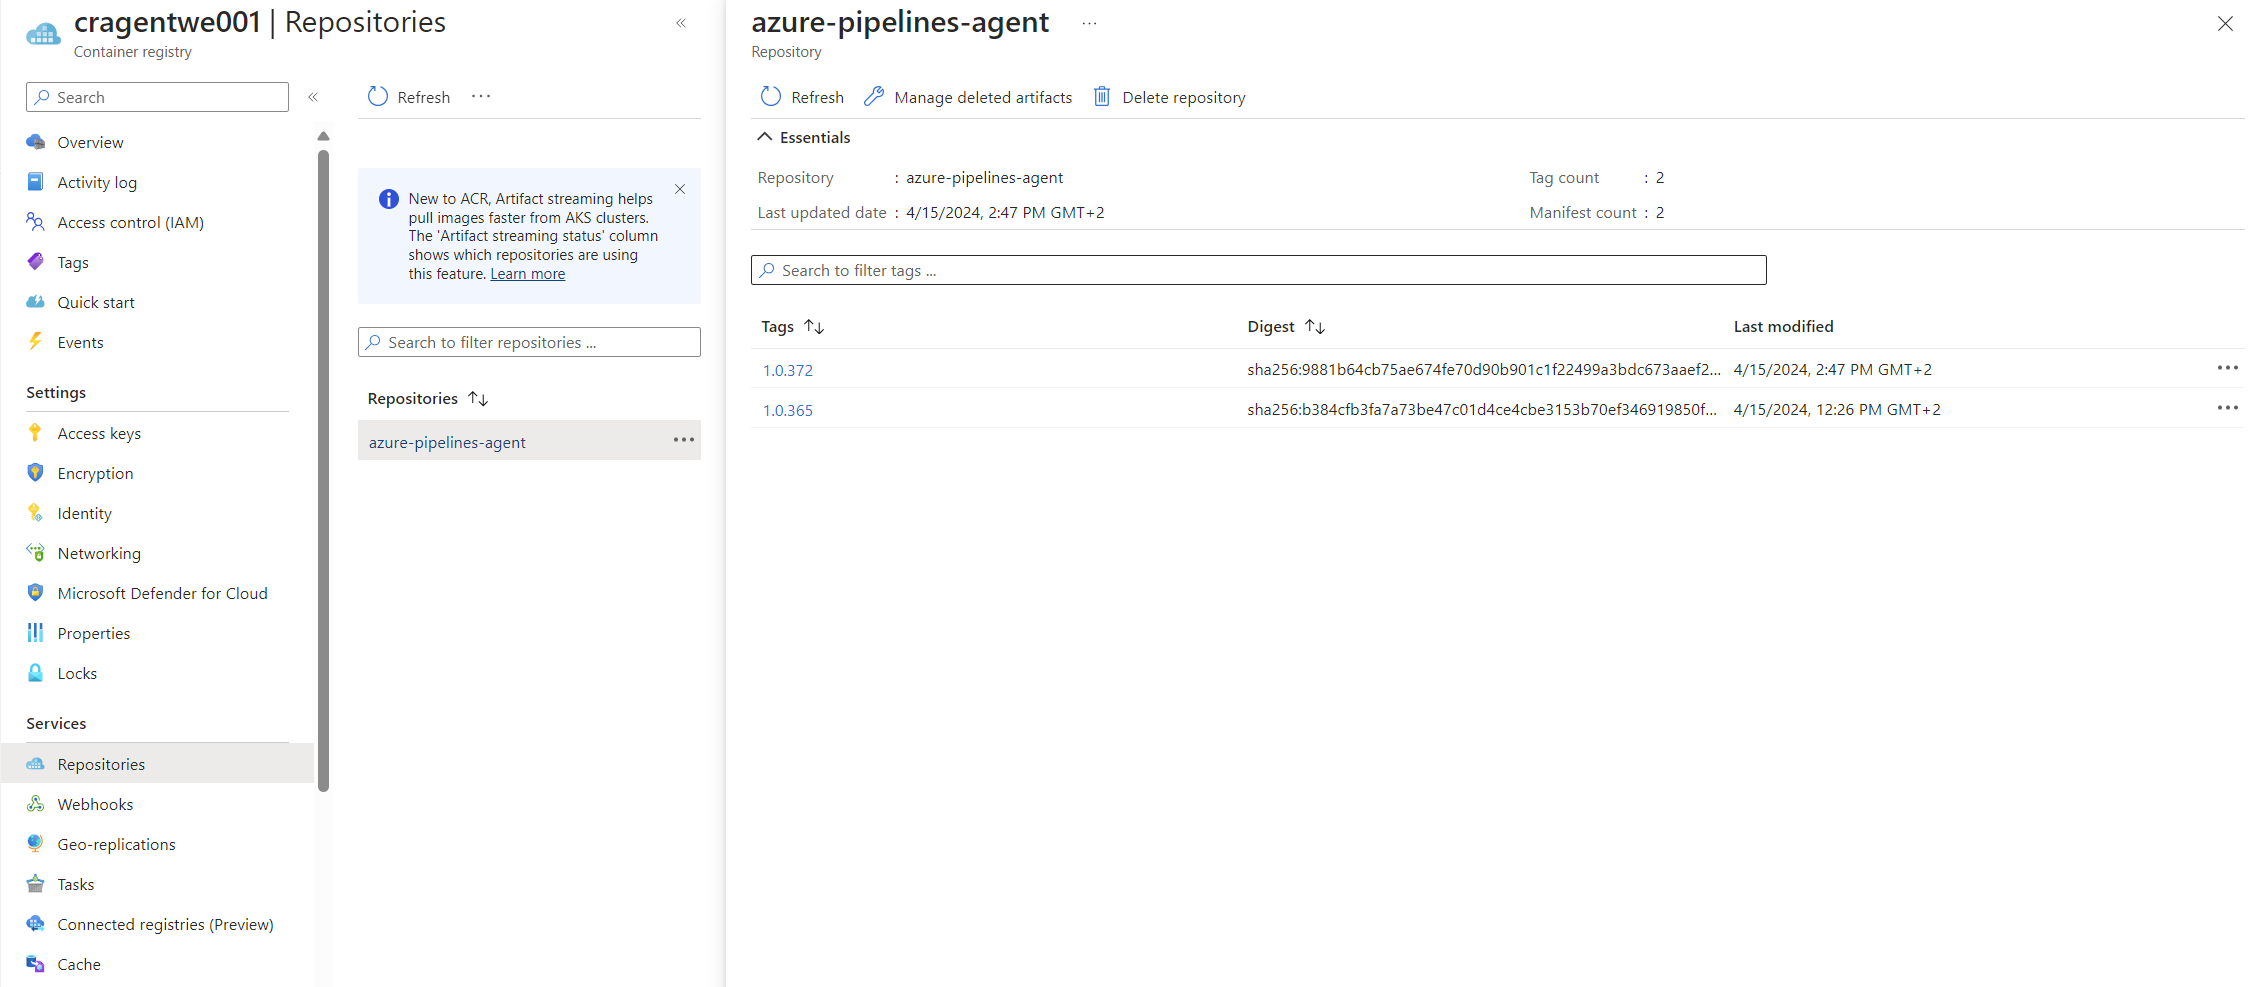 cragentwe001 | Repositories
Container registry
Search
Overview
Activity log
Access control (IAM)
Tags
Quick start
Events
Settings
Access keys
Encryption
Identity
Networking
Microsoft Defender for Cloud
Properties
Locks
Services
Repositories
Webhooks
Geo-replications
Tasks
Connected registries (Preview)
Cache
Refresh
New to ACR, Artifact streaming helps
pull images faster from AKS clusters.
The 'Artifact streaming status' column
shows which repositories are using
this feature. Learn more
Search to filter repositories ...
Repositories
azure-pipelines-agent
azure-pipelines-agent
Repository
Refresh Manage deleted artifacts Delete repository
Essentials
Repository : azure-pipelines-agent Tag count : 2
Last updated date : 4/15/2024, 2:47 PM GMT+2 Manifest count : 2
Search to filter tags ...
Tags Digest Last modified
1.0.372 sha256:9881b64cb75ae674fe70d90b901c1f22499a3bdc673aaef2... 4/15/2024, 2:47 PM GMT+2
1.0.365 sha256:b384cfb3fa7a73be47c01d4ce4cbe3153b70ef346919850f... 4/15/2024, 12:26 PM GMT+2